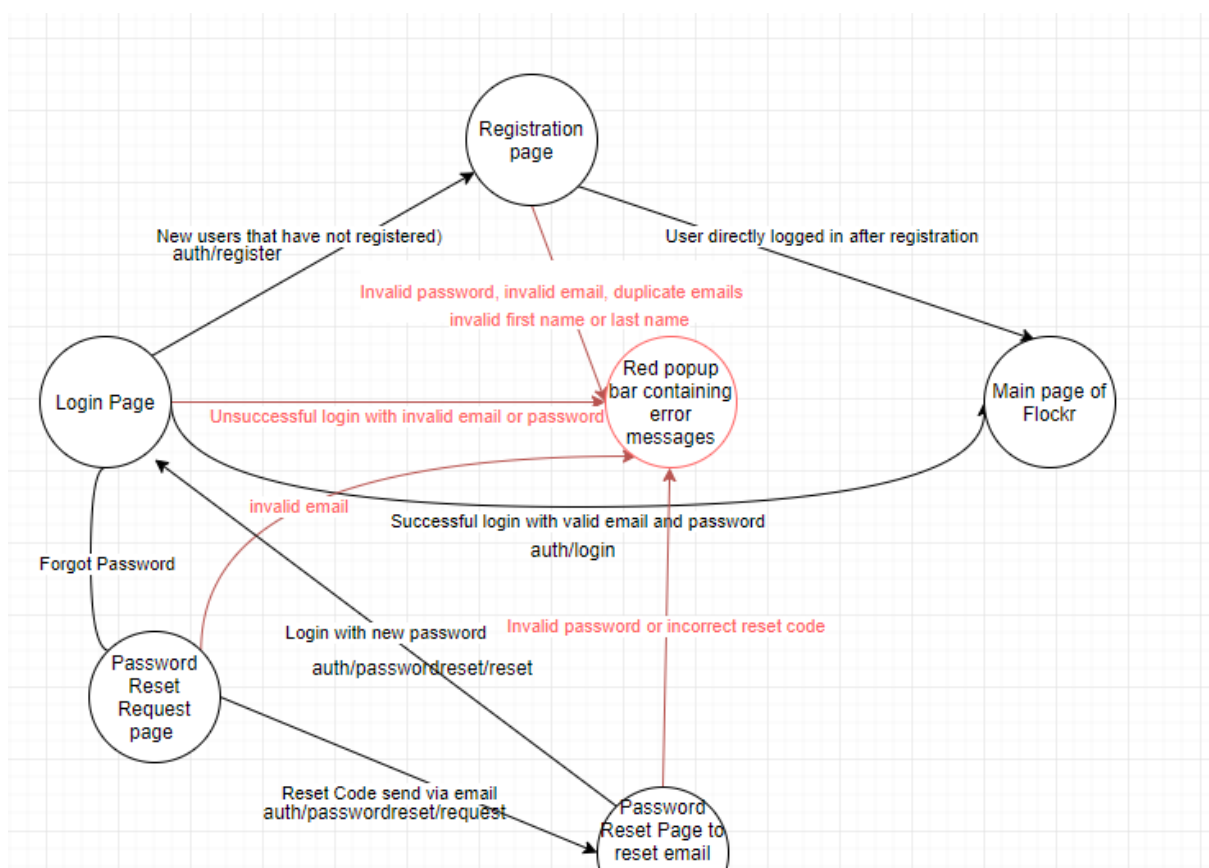 Registration
page
New users that have not registered)
auth/register
User directly logged in after registration
Invalid password, invalid email, duplicate emails
invalid first name or last name
Login Page
Red popup
bar containing
error
messages
Main page of
Flockr
Unsuccessful login with invalid email or password
invalid email
Successful login with valid email and password
auth/login
Forgot Password
Login with new password
auth/passwordreset/reset
Invalid password or incorrect reset code
Password
Reset
Request
page
Reset Code send via email
auth/passwordreset/request
Password
Reset Page to
reset email